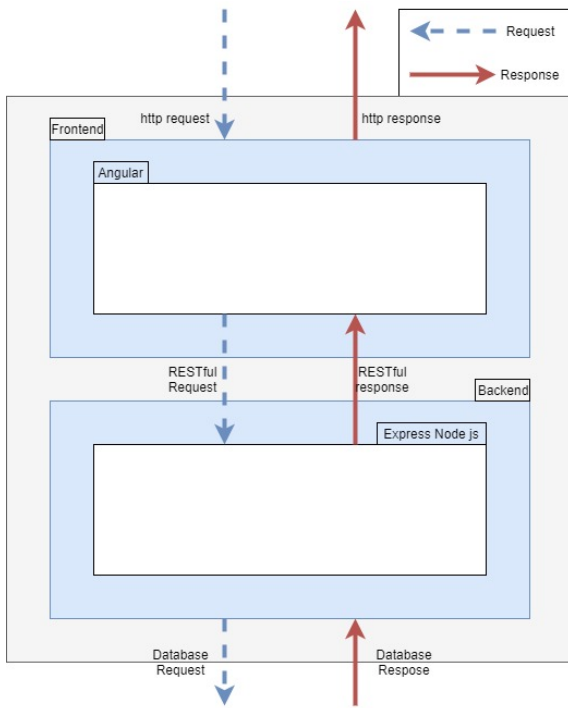 Request
Response
http request
http response
Frontend
Angular
RESTful
Request
RESTful
response
Backend
Express Node js
Database
Request
Database
Respose